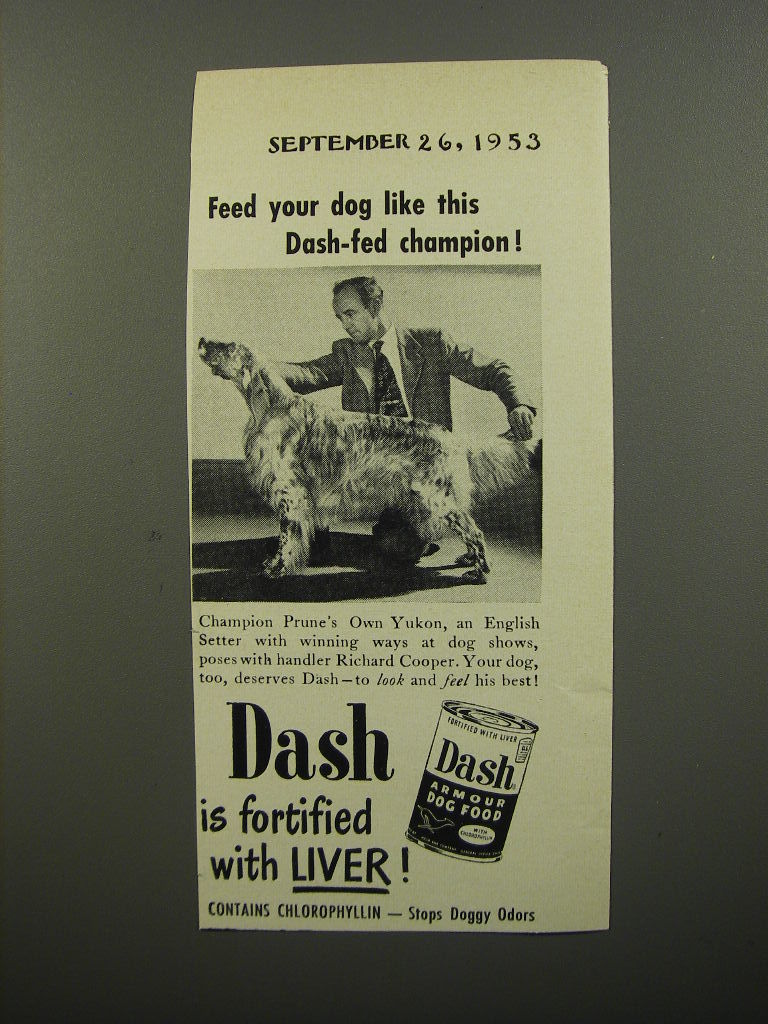 SEPTEMBER 26, 1953
Feed your dog like this
Dash-fed champion!
Champion Prune's Own Yukon, an English
Setter with winning ways at dog shows,
poses with handler Richard Cooper. Your dog,
too, deserves Dash—to look and feel his best!
Dash
is fortified
with LIVER!
FORTIFIED WITH LIVER
Dash
ARMOUR
DOG FOOD
WITH
CHLOROPHYLLIN
CONTAINS CHLOROPHYLLIN — Stops Doggy Odors